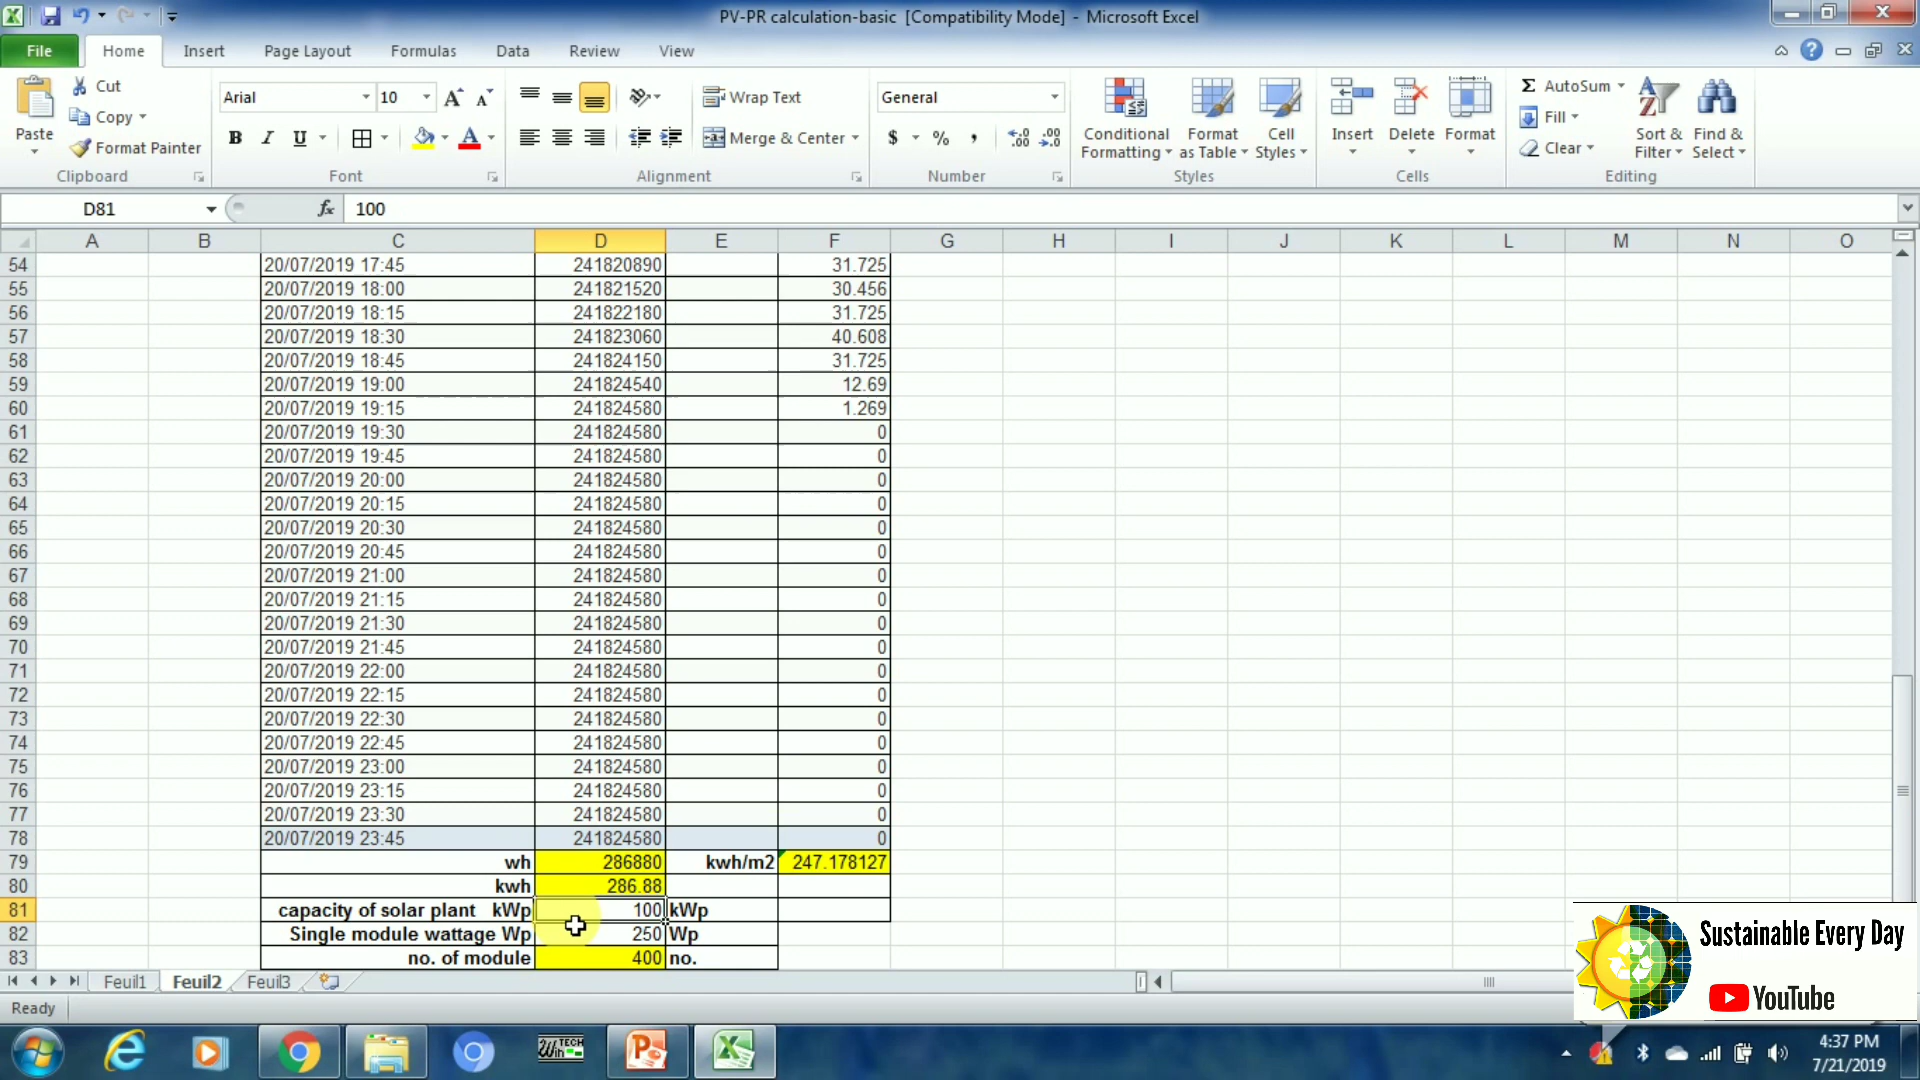 PV-PR calculation-basic [Compatibility Mode] - Microsoft Excel
File Home Insert Page Layout Formulas Data Review View
Paste Cut Copy Format Painter Clipboard
Arial 10 B I U Font
Wrap Text Merge & Center Alignment
General $ % , Number
Conditional Formatting Format as Table Cell Styles Styles
Insert Delete Format Cells
Σ AutoSum Fill Clear Sort & Filter Find & Select Editing
D81 fx 100
A B C D E F G H I J K L M N O
54 20/07/2019 17:45 241820890 31.725
55 20/07/2019 18:00 241821520 30.456
56 20/07/2019 18:15 241822180 31.725
57 20/07/2019 18:30 241823060 40.608
58 20/07/2019 18:45 241824150 31.725
59 20/07/2019 19:00 241824540 12.69
60 20/07/2019 19:15 241824580 1.269
61 20/07/2019 19:30 241824580 0
62 20/07/2019 19:45 241824580 0
63 20/07/2019 20:00 241824580 0
64 20/07/2019 20:15 241824580 0
65 20/07/2019 20:30 241824580 0
66 20/07/2019 20:45 241824580 0
67 20/07/2019 21:00 241824580 0
68 20/07/2019 21:15 241824580 0
69 20/07/2019 21:30 241824580 0
70 20/07/2019 21:45 241824580 0
71 20/07/2019 22:00 241824580 0
72 20/07/2019 22:15 241824580 0
73 20/07/2019 22:30 241824580 0
74 20/07/2019 22:45 241824580 0
75 20/07/2019 23:00 241824580 0
76 20/07/2019 23:15 241824580 0
77 20/07/2019 23:30 241824580 0
78 20/07/2019 23:45 241824580 0
79 wh 286880 kwh/m2 247.178127
80 kwh 286.88
81 capacity of solar plant kWp 100 kWp
82 Single module wattage Wp 250 Wp
83 no. of module 400 no.
Feuil1 Feuil2 Feuil3
Ready
Sustainable Every Day
YouTube
WinTECH
4:37 PM
7/21/2019